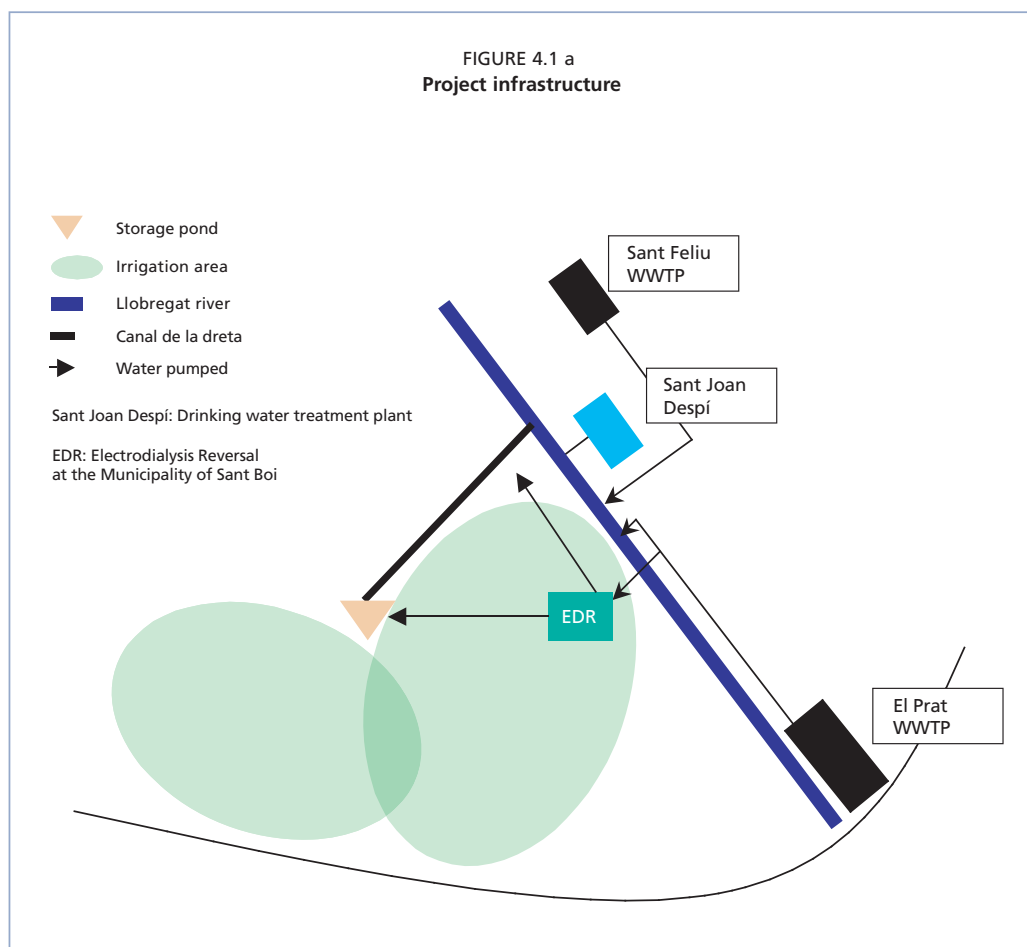 FIGURE 4.1 a
Project infrastructure
Storage pond
Irrigation area
Llobregat river
Canal de la dreta
Water pumped
Sant Joan Despí: Drinking water treatment plant
EDR: Electrodialysis Reversal
at the Municipality of Sant Boi
Sant Feliu
WWTP
Sant Joan
Despí
EDR
El Prat
WWTP